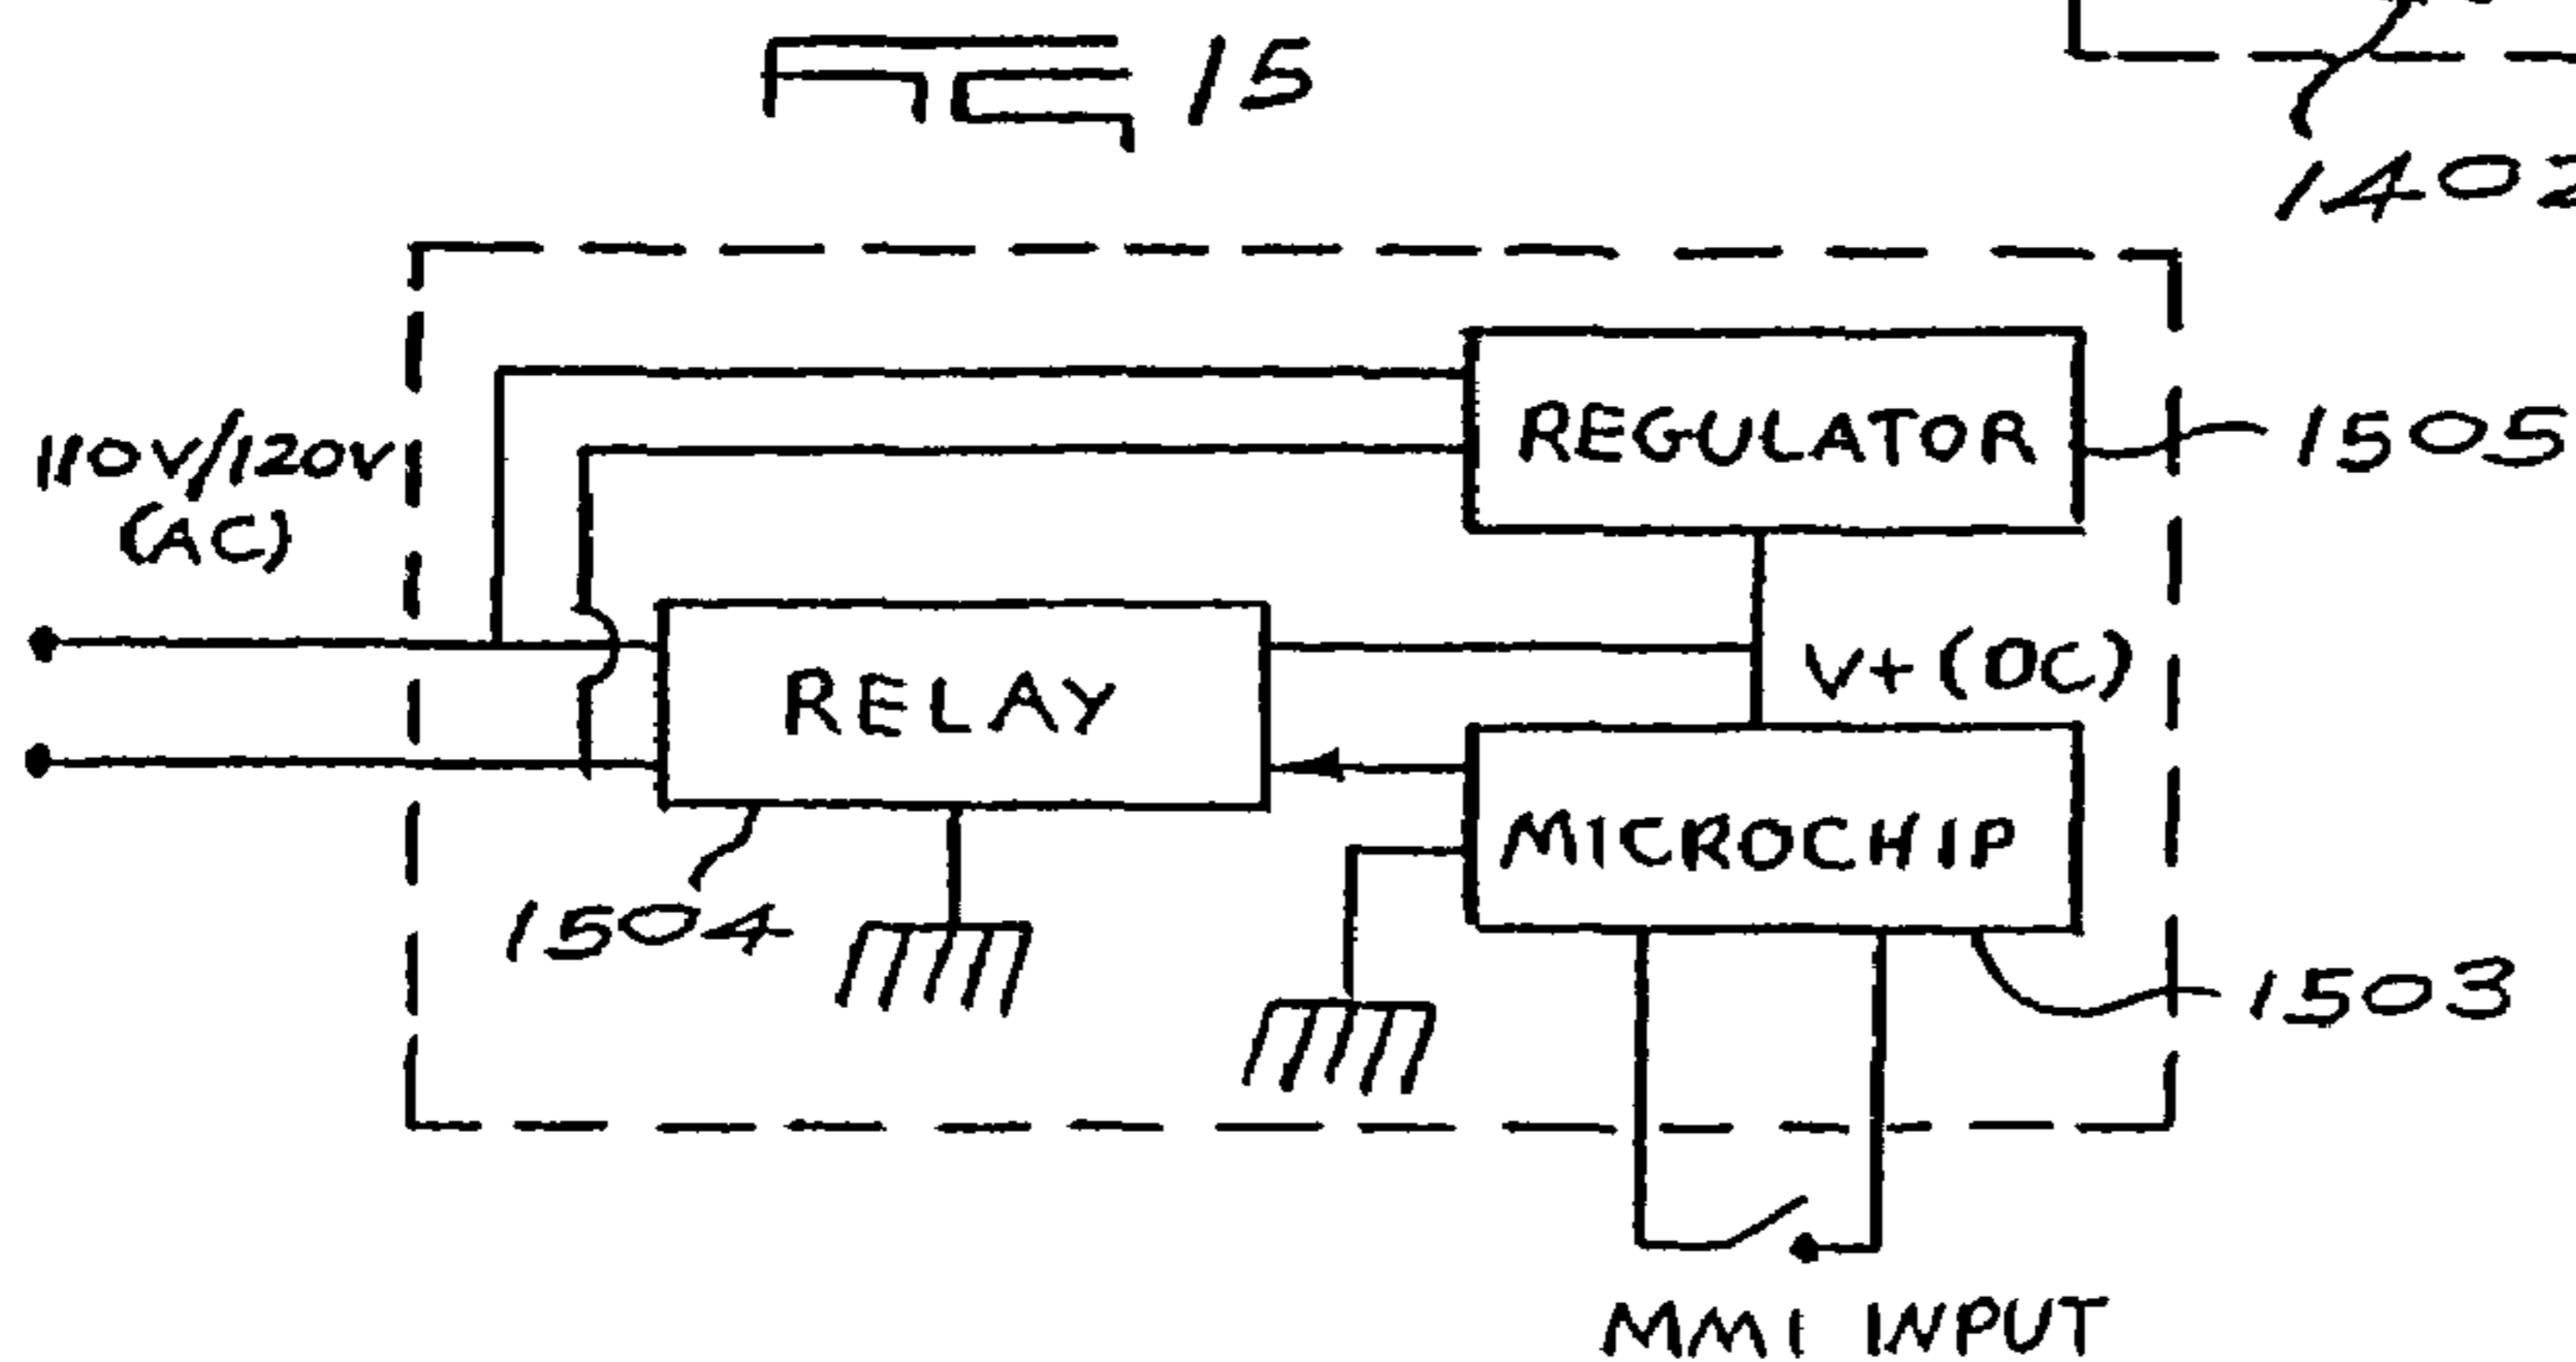 FIG 15
1402
110V/120V
(AC)
REGULATOR
1505
RELAY
V+ (DC)
MICROCHIP
1504
1503
MMI INPUT